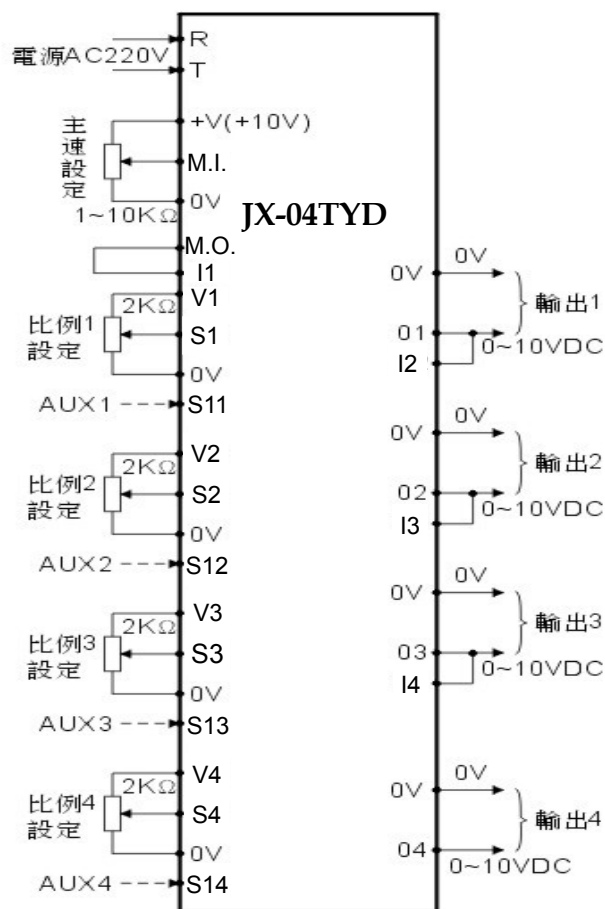 電源AC220V
R
T
主速設定
+V(+10V)
M.I.
0V
1~10KΩ
JX-04TYD
M.O.
I1
比例1
設定
2KΩ
V1
S1
0V
AUX1
S11
比例2
設定
2KΩ
V2
S2
0V
AUX2
S12
比例3
設定
2KΩ
V3
S3
0V
AUX3
S13
比例4
設定
2KΩ
V4
S4
0V
AUX4
S14
0V
0V
輸出1
01
0~10VDC
I2
0V
0V
輸出2
02
0~10VDC
I3
0V
0V
輸出3
03
0~10VDC
I4
0V
0V
輸出4
04
0~10VDC